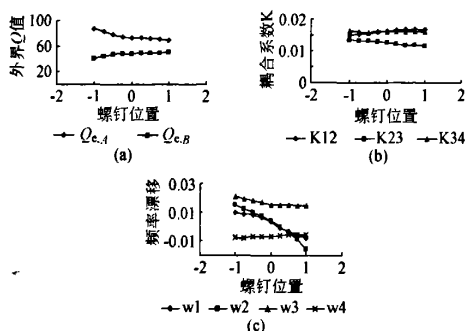 外界Q值
100
60
20
-2 -1 0 1 2
螺钉位置
Qe,A Qe,B
(a)
耦合系数K
0.02
0.015
0.01
-2 -1 0 1 2
螺钉位置
K12 K23 K34
(b)
频率漂移
0.03
0.01
-0.01
-2 -1 0 1 2
螺钉位置
w1 w2 w3 w4
(c)